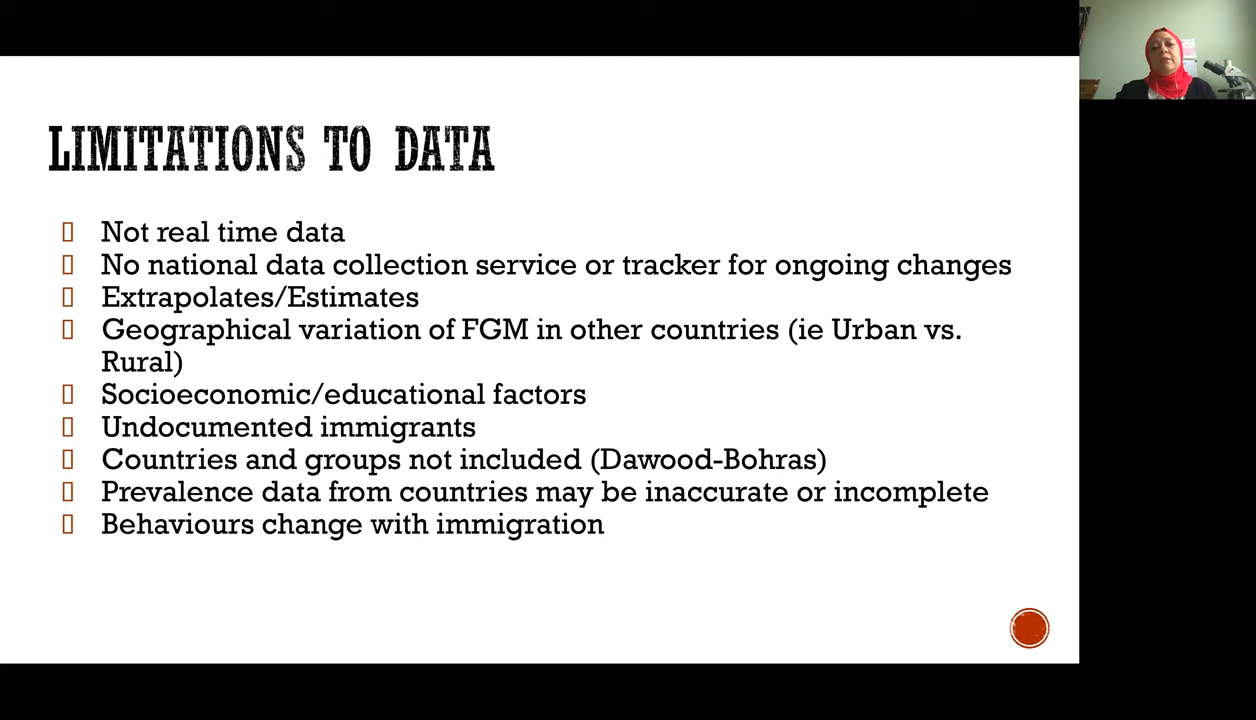 LIMITATIONS TO DATA
Not real time data
No national data collection service or tracker for ongoing changes
Extrapolates/Estimates
Geographical variation of FGM in other countries (ie Urban vs.
Rural)
Socioeconomic/educational factors
Undocumented immigrants
Countries and groups not included (Dawood-Bohras)
Prevalence data from countries may be inaccurate or incomplete
Behaviours change with immigration